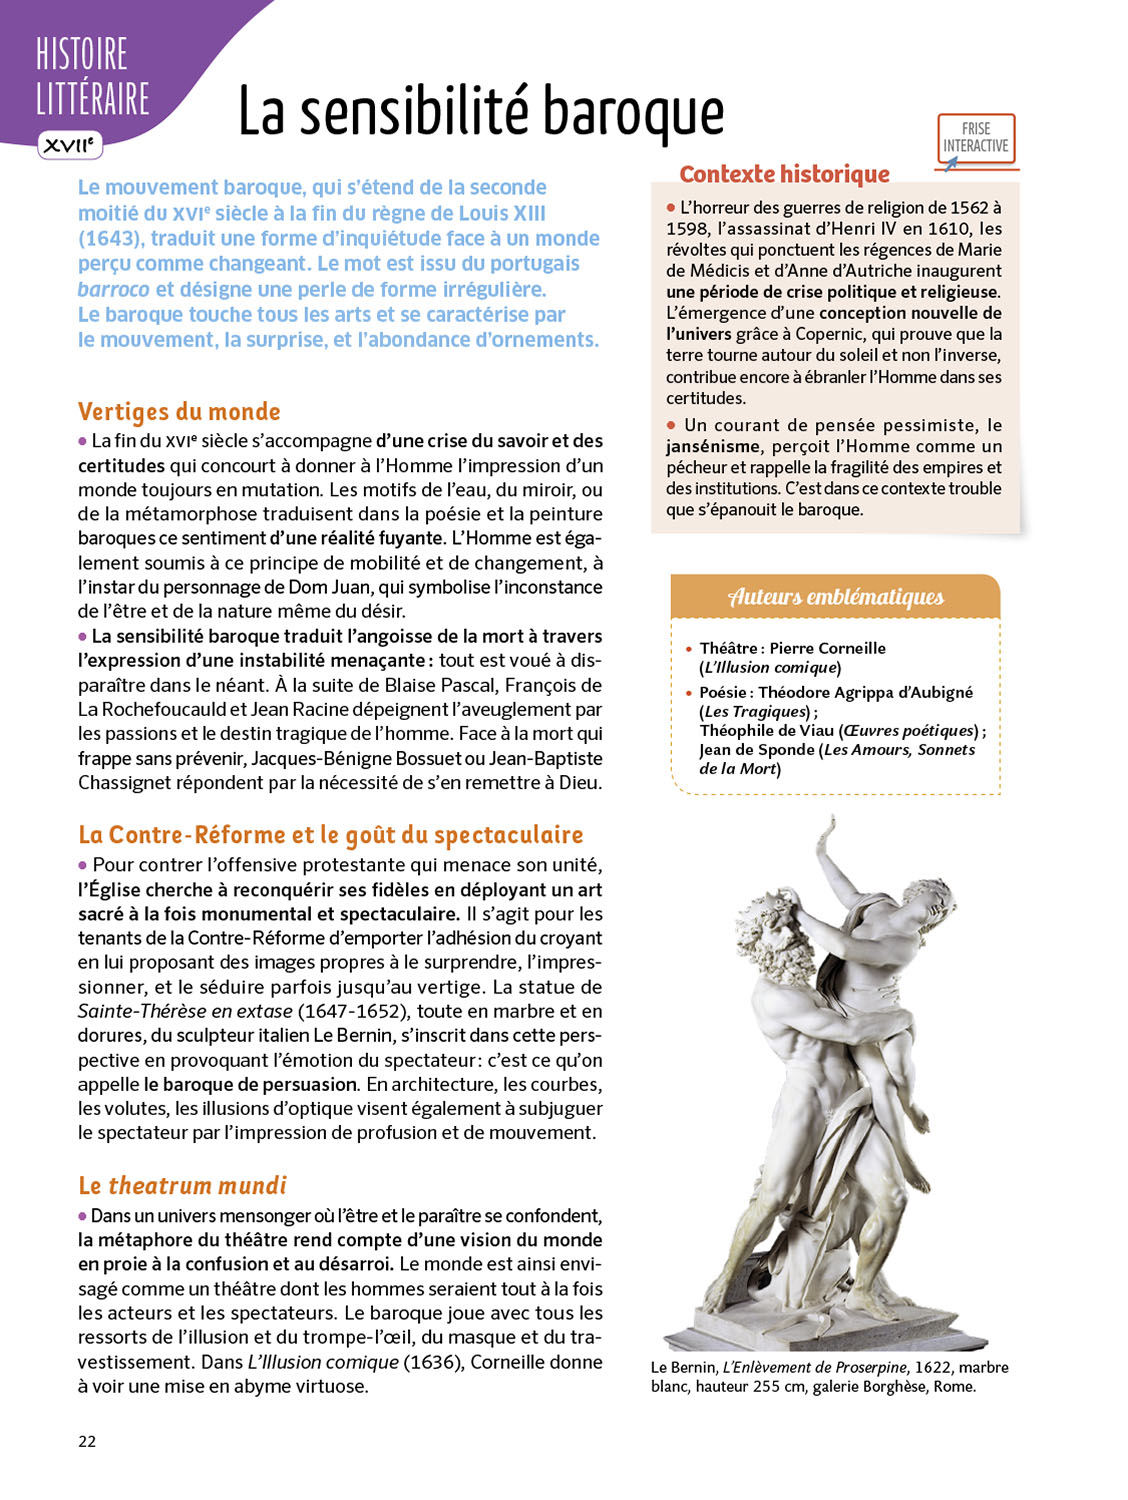 HISTOIRE
LITTÉRAIRE
XVIIe
La sensibilité baroque
FRISE
INTERACTIVE
Le mouvement baroque, qui s'étend de la seconde
moitié du XVIe siècle à la fin du règne de Louis XIII
(1643), traduit une forme d'inquiétude face à un monde
perçu comme changeant. Le mot est issu du portugais
barroco et désigne une perle de forme irrégulière.
Le baroque touche tous les arts et se caractérise par
le mouvement, la surprise, et l'abondance d'ornements.
Vertiges du monde
• La fin du XVIe siècle s'accompagne d'une crise du savoir et des
certitudes qui concourt à donner à l'Homme l'impression d'un
monde toujours en mutation. Les motifs de l'eau, du miroir, ou
de la métamorphose traduisent dans la poésie et la peinture
baroques ce sentiment d'une réalité fuyante. L'Homme est éga-
lement soumis à ce principe de mobilité et de changement, à
l'instar du personnage de Dom Juan, qui symbolise l'inconstance
de l'être et de la nature même du désir.
• La sensibilité baroque traduit l'angoisse de la mort à travers
l'expression d'une instabilité menaçante : tout est voué à dis-
paraître dans le néant. À la suite de Blaise Pascal, François de
La Rochefoucauld et Jean Racine dépeignent l'aveuglement par
les passions et le destin tragique de l'homme. Face à la mort qui
frappe sans prévenir, Jacques-Bénigne Bossuet ou Jean-Baptiste
Chassignet répondent par la nécessité de s'en remettre à Dieu.
La Contre-Réforme et le goût du spectaculaire
• Pour contrer l'offensive protestante qui menace son unité,
l'Église cherche à reconquérir ses fidèles en déployant un art
sacré à la fois monumental et spectaculaire. Il s'agit pour les
tenants de la Contre-Réforme d'emporter l'adhésion du croyant
en lui proposant des images propres à le surprendre, l'impres-
sionner, et le séduire parfois jusqu'au vertige. La statue de
Sainte-Thérèse en extase (1647-1652), toute en marbre et en
dorures, du sculpteur italien Le Bernin, s'inscrit dans cette pers-
pective en provoquant l'émotion du spectateur : c'est ce qu'on
appelle le baroque de persuasion. En architecture, les courbes,
les volutes, les illusions d'optique visent également à subjuguer
le spectateur par l'impression de profusion et de mouvement.
Le theatrum mundi
• Dans un univers mensonger où l'être et le paraître se confondent,
la métaphore du théâtre rend compte d'une vision du monde
en proie à la confusion et au désarroi. Le monde est ainsi envi-
sagé comme un théâtre dont les hommes seraient tout à la fois
les acteurs et les spectateurs. Le baroque joue avec tous les
ressorts de l'illusion et du trompe-l'œil, du masque et du tra-
vestissement. Dans L'Illusion comique (1636), Corneille donne
à voir une mise en abyme virtuose.
Contexte historique
• L'horreur des guerres de religion de 1562 à
1598, l'assassinat d'Henri IV en 1610, les
révoltes qui ponctuent les régences de Marie
de Médicis et d'Anne d'Autriche inaugurent
une période de crise politique et religieuse.
L'émergence d'une conception nouvelle de
l'univers grâce à Copernic, qui prouve que la
terre tourne autour du soleil et non l'inverse,
contribue encore à ébranler l'Homme dans ses
certitudes.
• Un courant de pensée pessimiste, le
jansénisme, perçoit l'Homme comme un
pécheur et rappelle la fragilité des empires et
des institutions. C'est dans ce contexte trouble
que s'épanouit le baroque.
Auteurs emblématiques
• Théâtre : Pierre Corneille
(L'Illusion comique)
• Poésie : Théodore Agrippa d'Aubigné
(Les Tragiques) ;
Théophile de Viau (Œuvres poétiques) ;
Jean de Sponde (Les Amours, Sonnets
de la Mort)
Le Bernin, L'Enlèvement de Proserpine, 1622, marbre
blanc, hauteur 255 cm, galerie Borghèse, Rome.
22